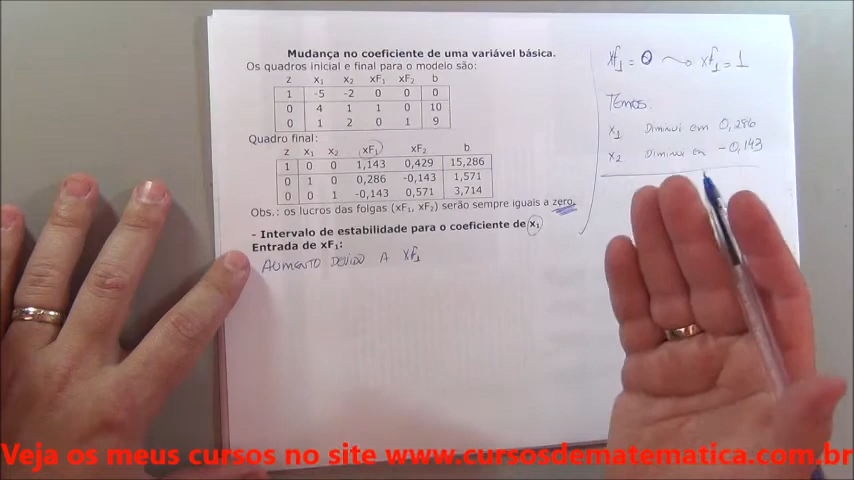 Mudança no coeficiente de uma variável básica.
Os quadros inicial e final para o modelo são:
z x₁ x₂ xF₁ xF₂ b
1 -5 -2 0 0 0
0 4 1 1 0 10
0 1 2 0 1 9
Quadro final:
z x₁ x₂ xF₁ xF₂ b
1 0 0 1,143 0,429 15,286
0 1 0 0,286 -0,143 1,571
0 0 1 -0,143 0,571 3,714
Obs.: os lucros das folgas (xF₁, xF₂) serão sempre iguais a zero.
- Intervalo de estabilidade para o coeficiente de x₁
Entrada de xF₁:
AUMENTO DEVIDO A xf₁
xf₁ = 0 xf₁ = 1
TEMOS.
x₁ Diminui em 0,286
x₂ Diminui em -0,143
Veja os meus cursos no site www.cursosdematematica.com.br